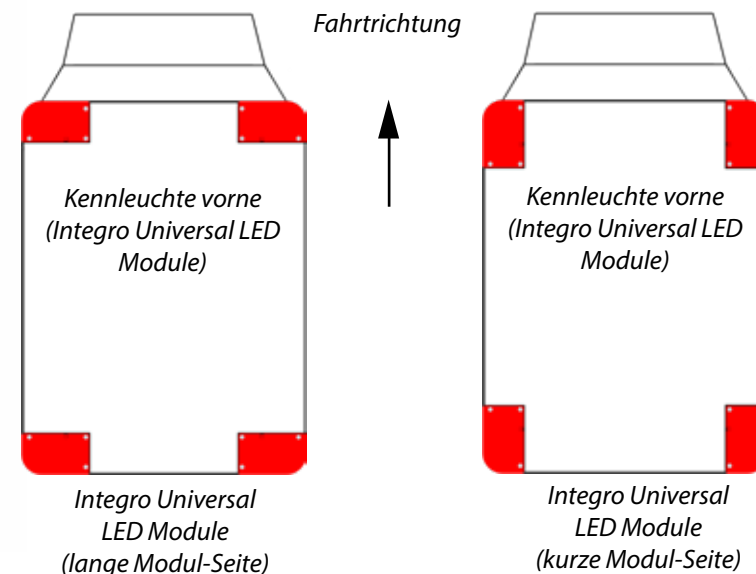 Fahrtrichtung
Kennleuchte vorne
(Integro Universal LED
Module)
Kennleuchte vorne
(Integro Universal LED
Module)
Integro Universal
LED Module
(lange Modul-Seite)
Integro Universal
LED Module
(kurze Modul-Seite)